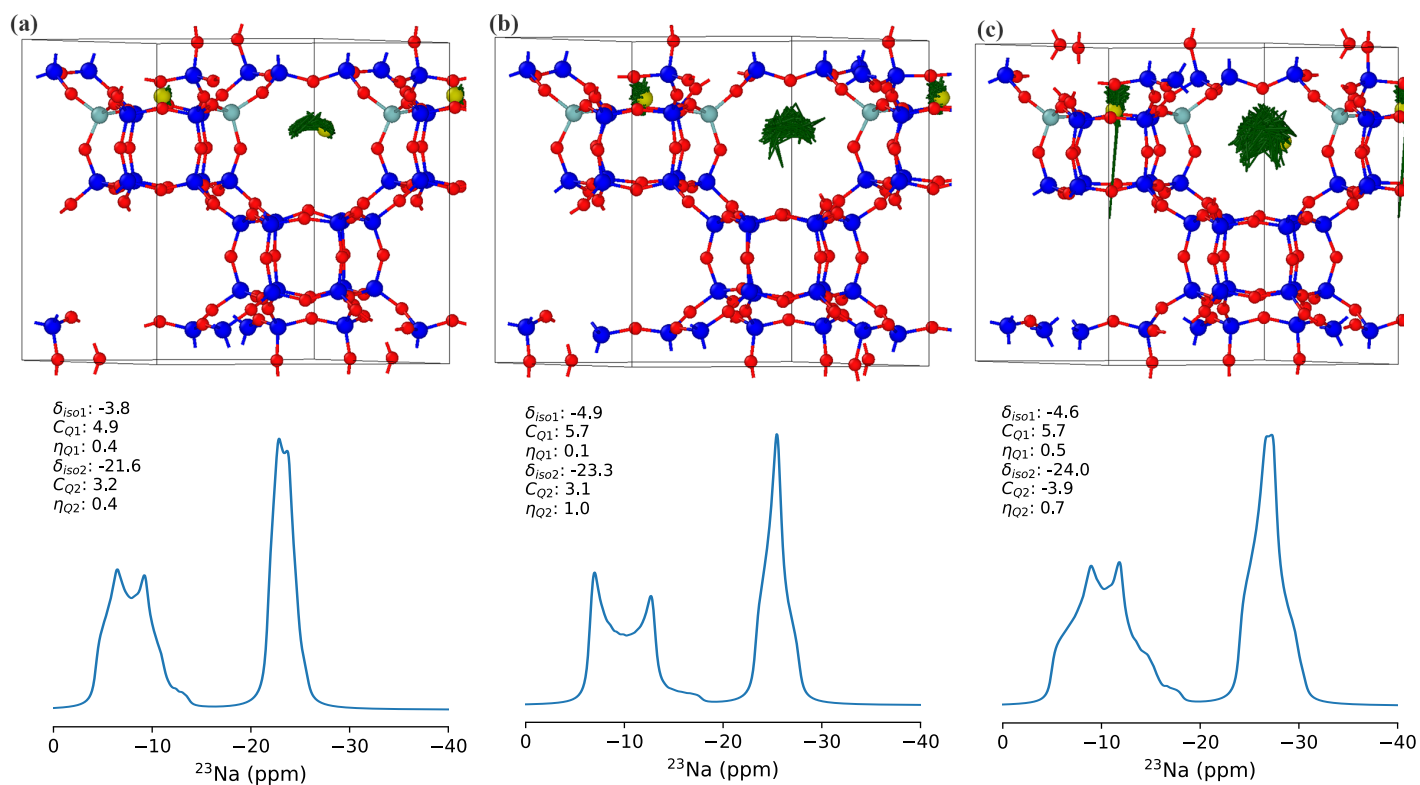 (a)
(b)
(c)
δiso1: -3.8
CQ1: 4.9
ηQ1: 0.4
δiso2: -21.6
CQ2: 3.2
ηQ2: 0.4
δiso1: -4.9
CQ1: 5.7
ηQ1: 0.1
δiso2: -23.3
CQ2: 3.1
ηQ2: 1.0
δiso1: -4.6
CQ1: 5.7
ηQ1: 0.5
δiso2: -24.0
CQ2: -3.9
ηQ2: 0.7
0 −10 −20 −30 −40
²³Na (ppm)
0 −10 −20 −30 −40
²³Na (ppm)
0 −10 −20 −30 −40
²³Na (ppm)